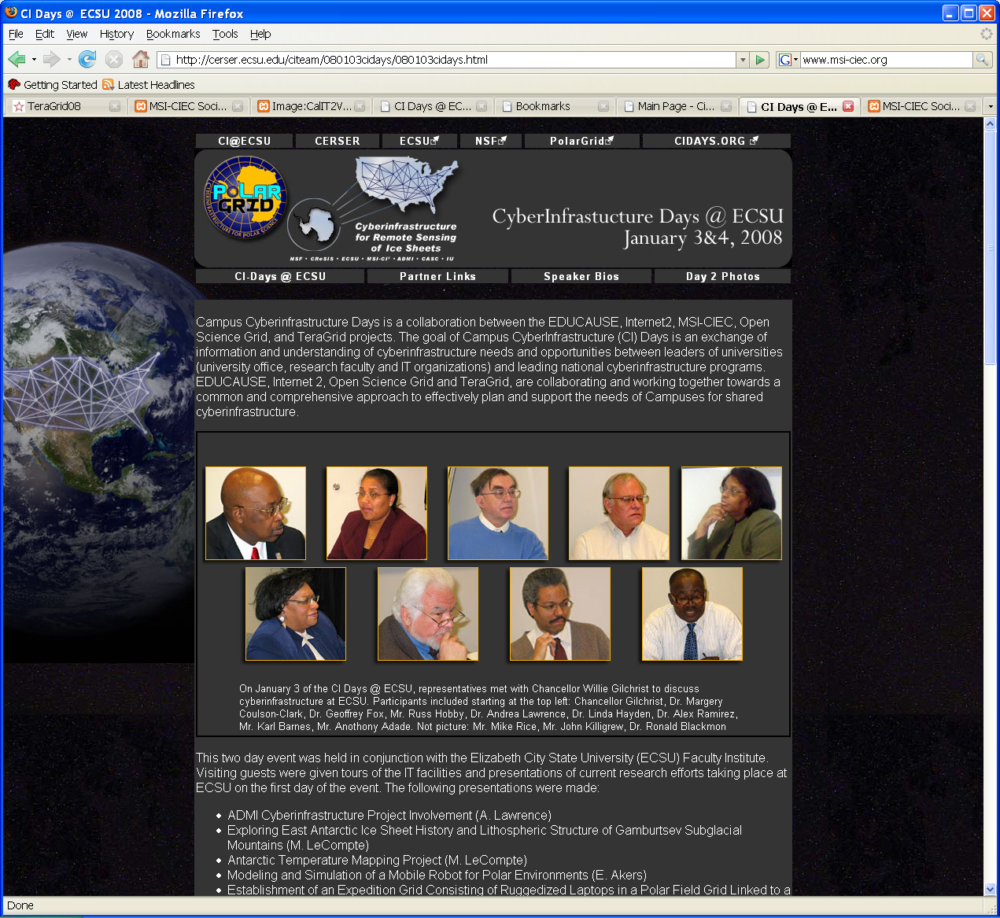 CI Days @ ECSU 2008 - Mozilla Firefox
File Edit View History Bookmarks Tools Help
http://cerser.ecsu.edu/citeam/080103cidays/080103cidays.html
G
www.msi-ciec.org
Getting Started Latest Headlines
TeraGrid08 MSI-CIEC Soci... Image:CalIT2V... CI Days @ EC... Bookmarks Main Page - Ci... CI Days @ E... MSI-CIEC Soci...
CI@ECSU CERSER ECSU NSF PolarGrid CIDAYS.ORG
POLAR
GRID
CYBERINFRASTRUCTURE FOR POLAR SCIENCE
Cyberinfrastructure
for Remote Sensing
of Ice Sheets
NSF • CReSIS • ECSU • MSI-CI² • ADMI • CASC • IU
CyberInfrastucture Days @ ECSU
January 3&4, 2008
CI-Days @ ECSU Partner Links Speaker Bios Day 2 Photos
Campus Cyberinfrastructure Days is a collaboration between the EDUCAUSE, Internet2, MSI-CIEC, Open
Science Grid, and TeraGrid projects. The goal of Campus CyberInfrastructure (CI) Days is an exchange of
information and understanding of cyberinfrastructure needs and opportunities between leaders of universities
(university office, research faculty and IT organizations) and leading national cyberinfrastructure programs.
EDUCAUSE, Internet 2, Open Science Grid and TeraGrid, are collaborating and working together towards a
common and comprehensive approach to effectively plan and support the needs of Campuses for shared
cyberinfrastructure.
On January 3 of the CI Days @ ECSU, representatives met with Chancellor Willie Gilchrist to discuss
cyberinfrastructure at ECSU. Participants included starting at the top left: Chancellor Gilchrist, Dr. Margery
Coulson-Clark, Dr. Geoffrey Fox, Mr. Russ Hobby, Dr. Andrea Lawrence, Dr. Linda Hayden, Dr. Alex Ramirez,
Mr. Karl Barnes, Mr. Anothony Adade. Not picture: Mr. Mike Rice, Mr. John Killigrew, Dr. Ronald Blackmon
This two day event was held in conjunction with the Elizabeth City State University (ECSU) Faculty Institute.
Visiting guests were given tours of the IT facilities and presentations of current research efforts taking place at
ECSU on the first day of the event. The following presentations were made:
• ADMI Cyberinfrastructure Project Involvement (A. Lawrence)
• Exploring East Antarctic Ice Sheet History and Lithospheric Structure of Gamburtsev Subglacial
Mountains (M. LeCompte)
• Antarctic Temperature Mapping Project (M. LeCompte)
• Modeling and Simulation of a Mobile Robot for Polar Environments (E. Akers)
• Establishment of an Expedition Grid Consisting of Ruggedized Laptops in a Polar Field Grid Linked to a
Done